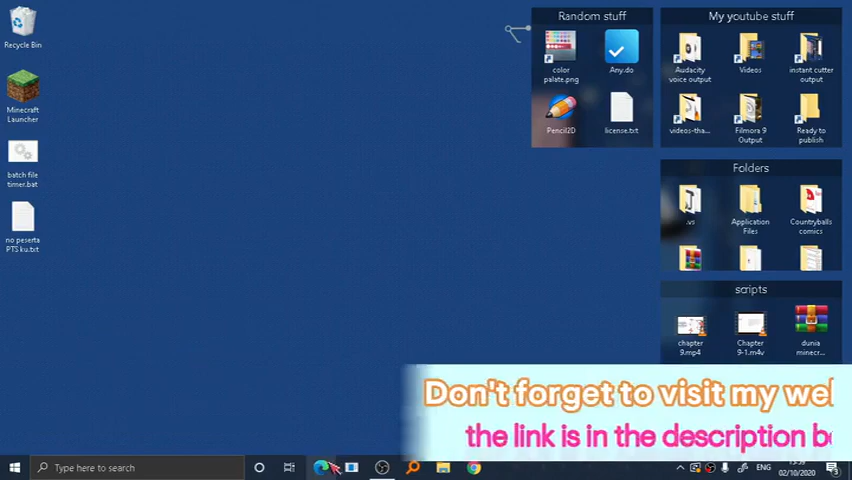 Random stuff
My youtube stuff
Recycle Bin
color
palate.png
Any.do
Audacity
voice output
Videos
instant cutter
output
Minecraft
Launcher
Pencil2D
license.txt
videos-tha...
Filmora 9
Output
Ready to
publish
batch file
timer.bat
Folders
no peserta
PTS ku.txt
.vs
Application
Files
Countryballs
comics
scripts
chapter
9.mp4
Chapter
9-1.m4v
dunia
minecr...
Don't forget to visit my we
the link is in the description b
Type here to search
ENG
02/10/2020
3